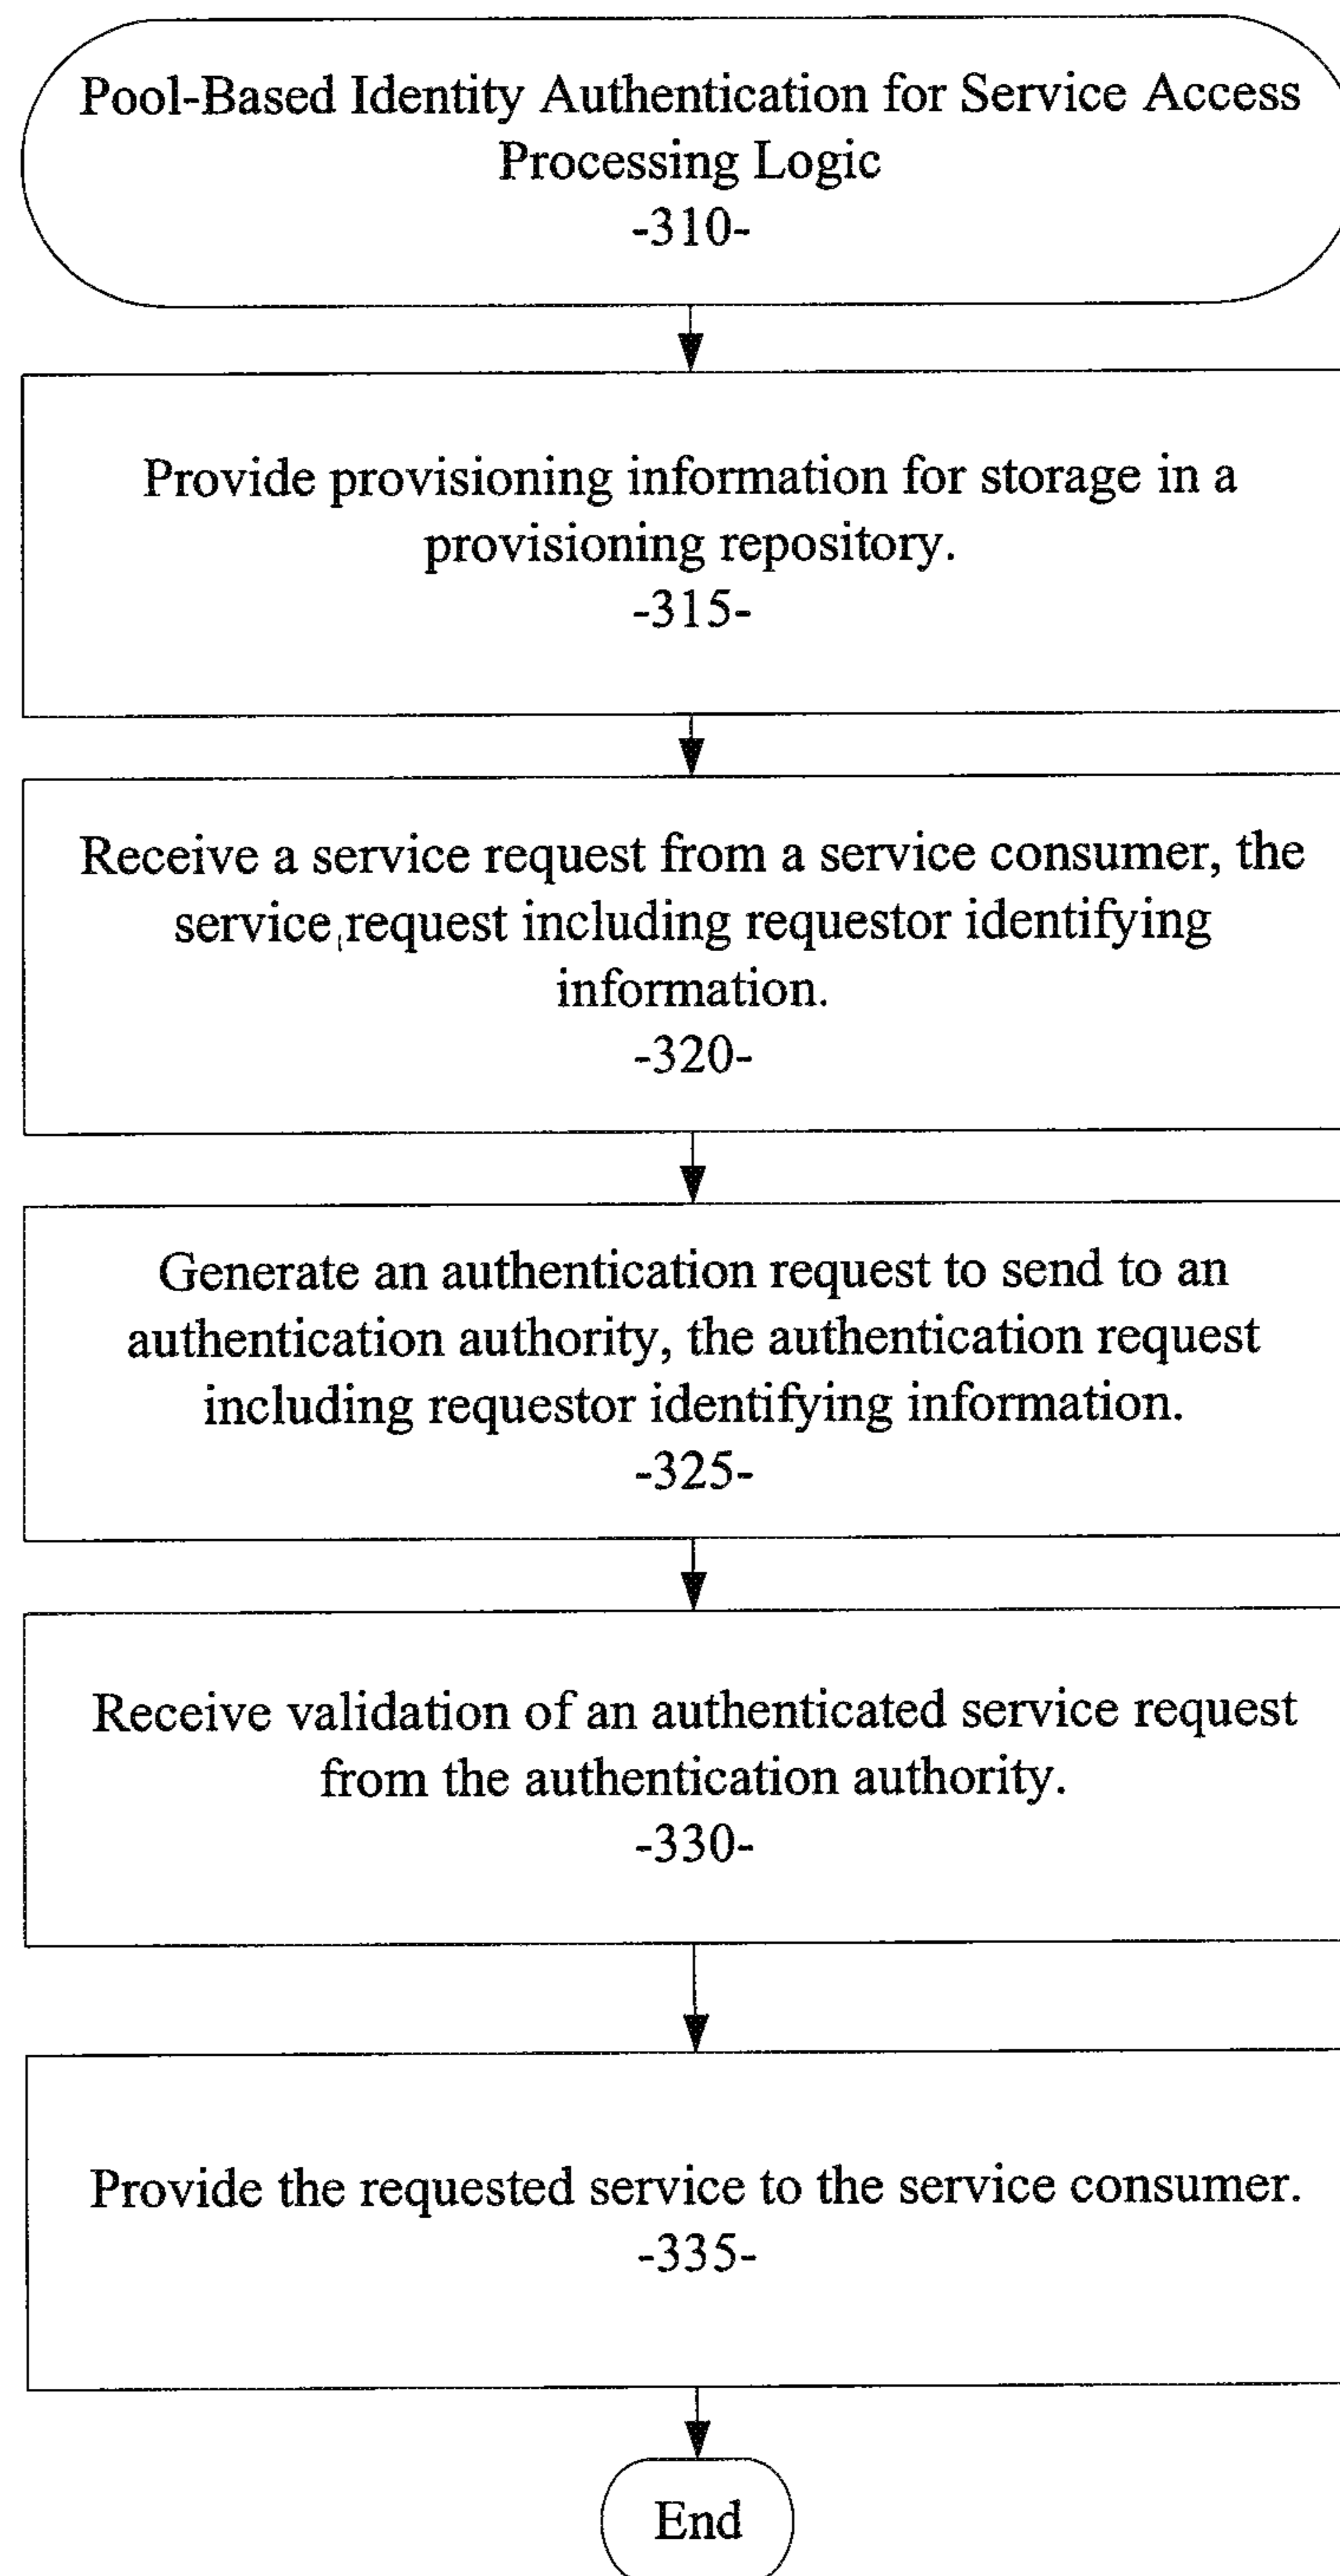 Pool-Based Identity Authentication for Service Access
Processing Logic
-310-
Provide provisioning information for storage in a
provisioning repository.
-315-
Receive a service request from a service consumer, the
service request including requestor identifying
information.
-320-
Generate an authentication request to send to an
authentication authority, the authentication request
including requestor identifying information.
-325-
Receive validation of an authenticated service request
from the authentication authority.
-330-
Provide the requested service to the service consumer.
-335-
End